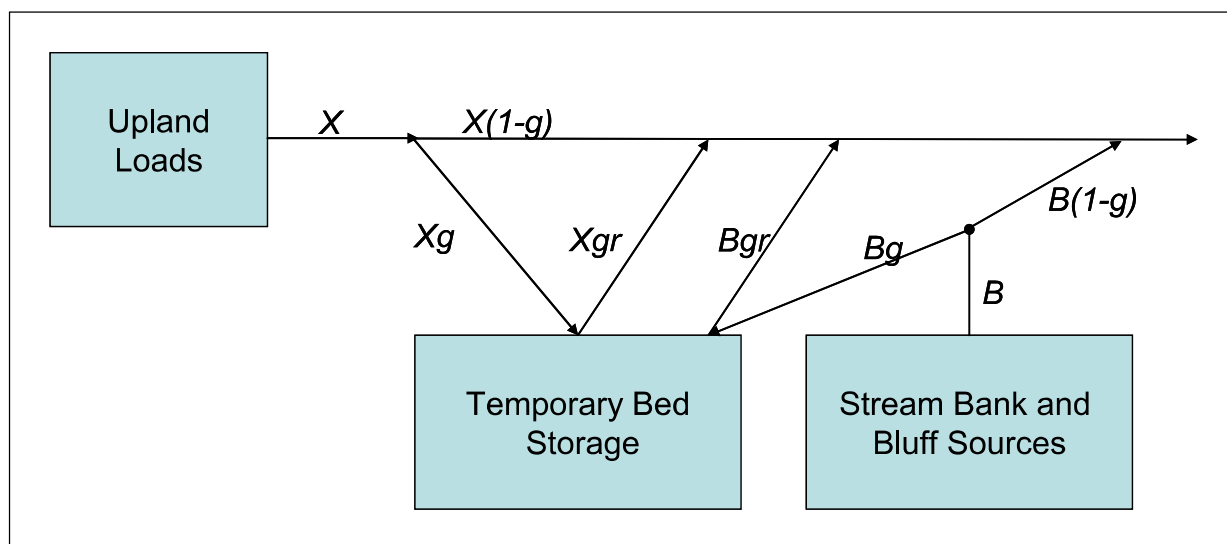 Upland
Loads
X
X(1-g)
Xg
Xgr
Bgr
Bg
B(1-g)
B
Temporary Bed
Storage
Stream Bank and
Bluff Sources